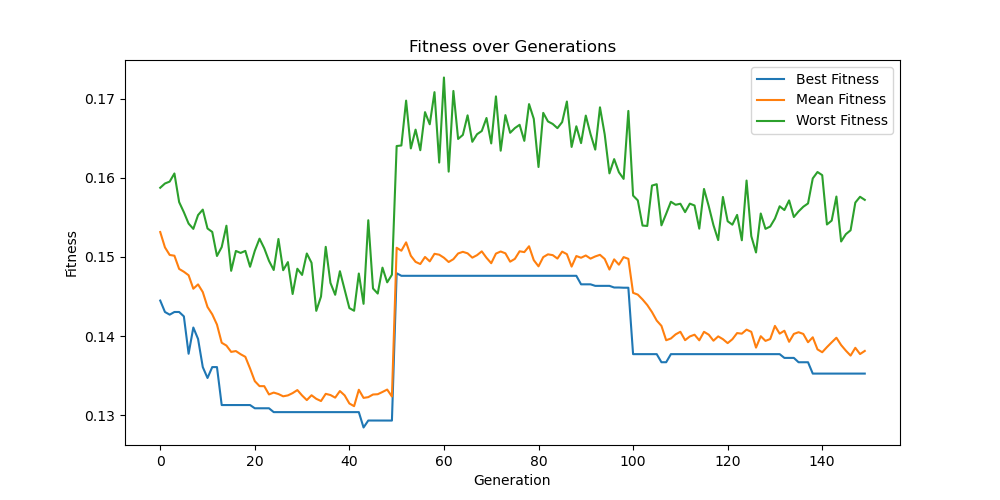 Fitness over Generations
Best Fitness
Mean Fitness
Worst Fitness
Fitness
0.17
0.16
0.15
0.14
0.13
0 20 40 60 80 100 120 140
Generation